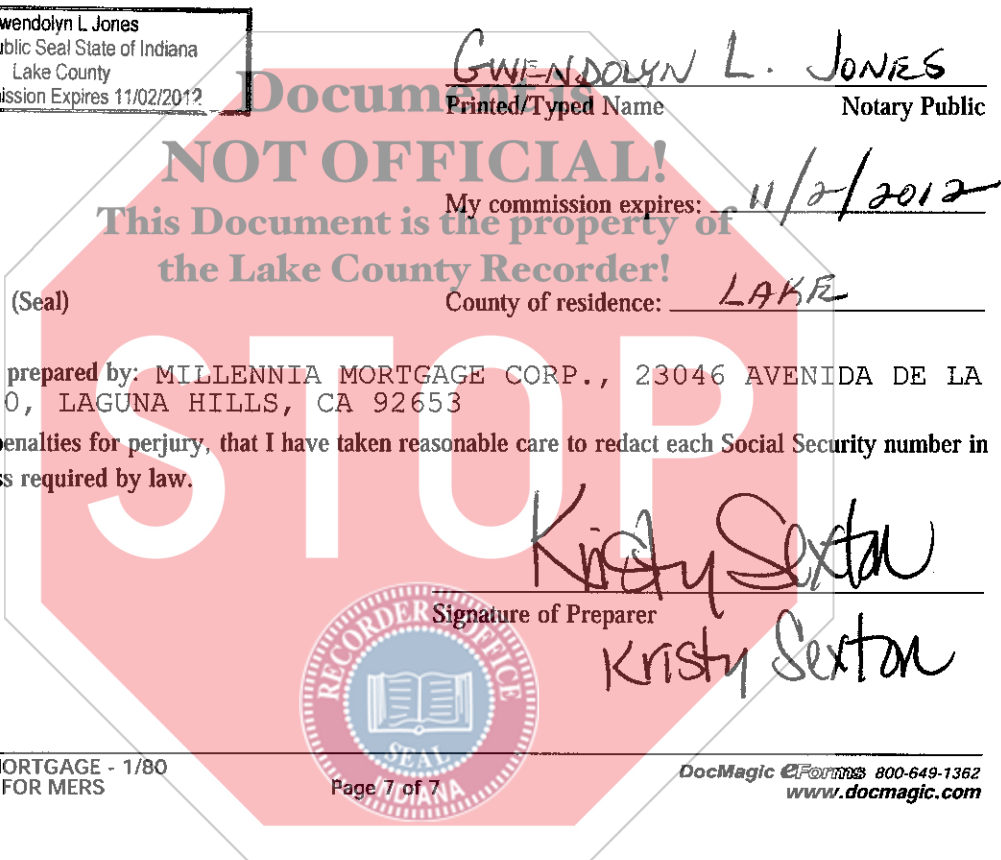 wendolyn L Jones
ublic Seal State of Indiana
Lake County
ission Expires 11/02/2012
GWENDOLYN L. JONES
Printed/Typed Name Notary Public
Document is
NOT OFFICIAL!
This Document is the property of
the Lake County Recorder!
My commission expires: 11/2/2012
(Seal)
County of residence: LAKE
STOP
prepared by: MILLENNIA MORTGAGE CORP., 23046 AVENIDA DE LA
0, LAGUNA HILLS, CA 92653
enalties for perjury, that I have taken reasonable care to redact each Social Security number in
ss required by law.
Kristy Sexton
Signature of Preparer
Kristy Sexton
RECORDER'S OFFICE
SEAL
INDIANA
ORTGAGE - 1/80
FOR MERS
Page 7 of 7
DocMagic eForms 800-649-1362
www.docmagic.com